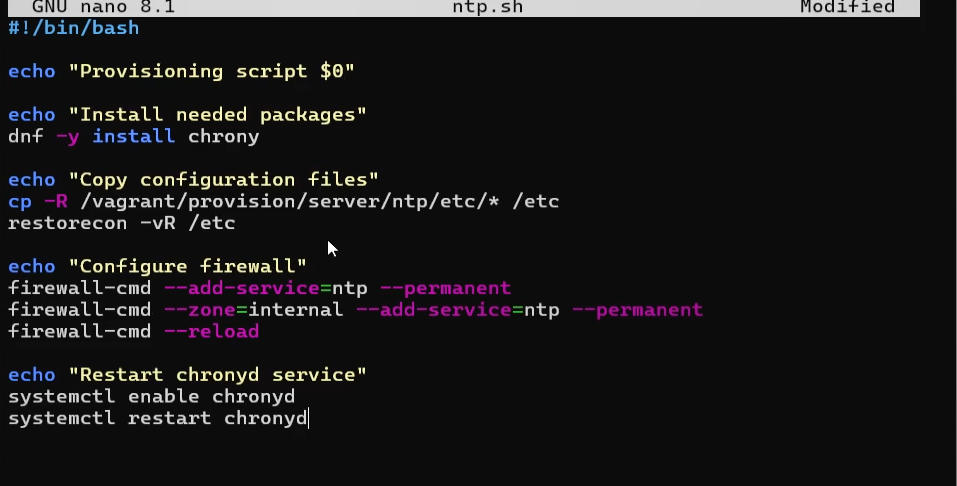 GNU nano 8.1 ntp.sh Modified
#!/bin/bash
echo "Provisioning script $0"
echo "Install needed packages"
dnf -y install chrony
echo "Copy configuration files"
cp -R /vagrant/provision/server/ntp/etc/* /etc
restorecon -vR /etc
echo "Configure firewall"
firewall-cmd --add-service=ntp --permanent
firewall-cmd --zone=internal --add-service=ntp --permanent
firewall-cmd --reload
echo "Restart chronyd service"
systemctl enable chronyd
systemctl restart chronyd